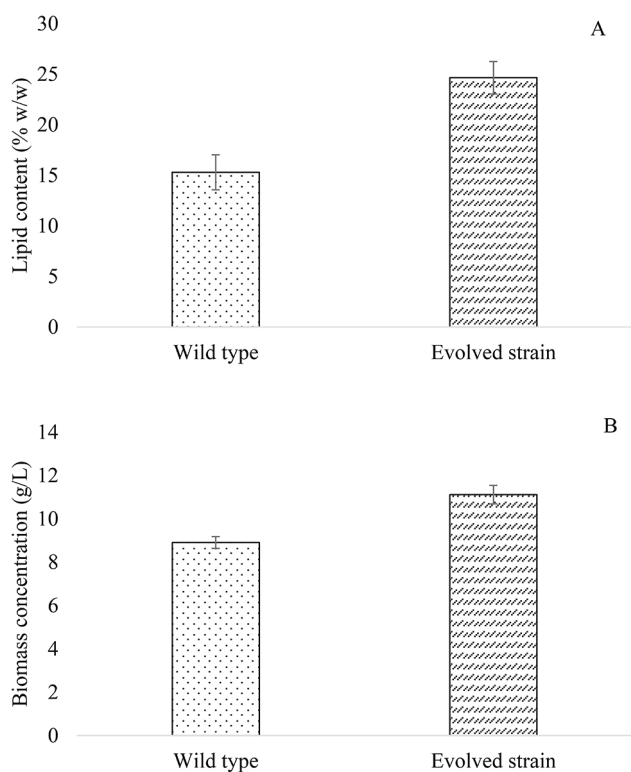 A
Lipid content (% w/w)
30
25
20
15
10
5
0
Wild type
Evolved strain
B
Biomass concentration (g/L)
14
12
10
8
6
4
2
0
Wild type
Evolved strain